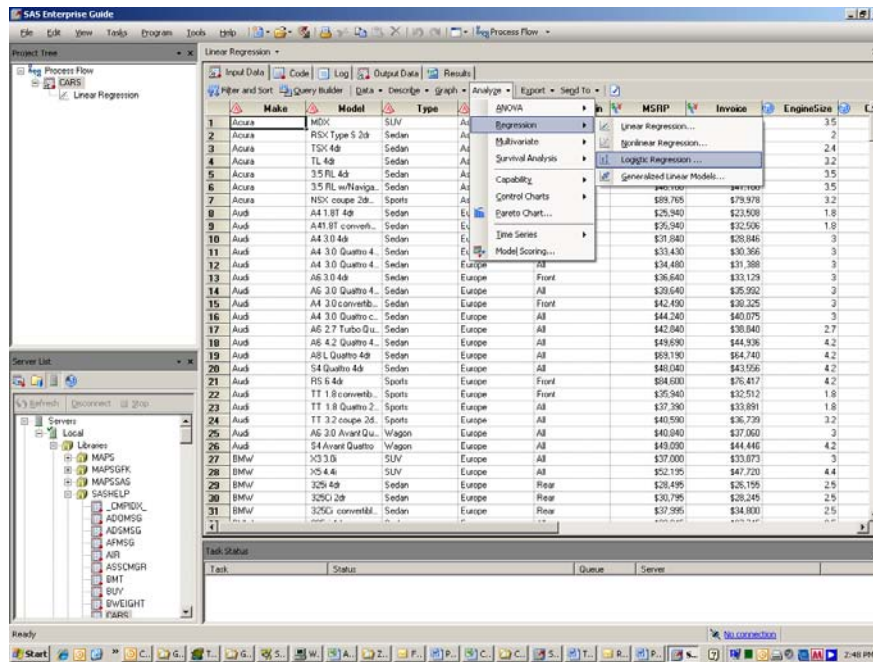 SAS Enterprise Guide
File Edit View Tasks Program Tools Help Process Flow
Project Tree
Process Flow
CARS
Linear Regression
Linear Regression
Input Data Code Log Output Data Results
Filter and Sort Query Builder Data Describe Graph Analyze Export Send To
Make Model Type MSRP Invoice EngineSize
ANOVA
Regression
Multivariate
Survival Analysis
Capability
Control Charts
Pareto Chart...
Time Series
Model Scoring...
Linear Regression...
Nonlinear Regression...
Logistic Regression ...
Generalized Linear Models...
1 Acura MDX SUV 3.5
2 Acura RSX Type S 2dr Sedan 2
3 Acura TSX 4dr Sedan 2.4
4 Acura TL 4dr Sedan 3.2
5 Acura 3.5 RL 4dr Sedan 3.5
6 Acura 3.5 RL w/Naviga... Sedan 3.5
7 Acura NSX coupe 2dr... Sports $89,765 $79,978 3.2
8 Audi A4 1.8T 4dr Sedan $25,940 $23,508 1.8
9 Audi A41.8T converti... Sedan $35,940 $32,506 1.8
10 Audi A4 3.0 4dr Sedan $31,840 $28,846 3
11 Audi A4 3.0 Quattro 4... Sedan $33,430 $30,366 3
12 Audi A4 3.0 Quattro 4... Sedan Europe All $34,480 $31,388 3
13 Audi A6 3.0 4dr Sedan Europe Front $36,640 $33,129 3
14 Audi A6 3.0 Quattro 4... Sedan Europe All $39,640 $35,992 3
15 Audi A4 3.0 convertib... Sedan Europe Front $42,490 $38,325 3
16 Audi A4 3.0 Quattro c... Sedan Europe All $44,240 $40,075 3
17 Audi A6 2.7 Turbo Qu... Sedan Europe All $42,840 $38,840 2.7
18 Audi A6 4.2 Quattro 4... Sedan Europe All $49,690 $44,936 4.2
19 Audi A8 L Quattro 4dr Sedan Europe All $69,190 $64,740 4.2
20 Audi S4 Quattro 4dr Sedan Europe All $48,040 $43,556 4.2
21 Audi RS 6 4dr Sports Europe Front $84,600 $76,417 4.2
22 Audi TT 1.8 convertib... Sports Europe Front $35,940 $32,512 1.8
23 Audi TT 1.8 Quattro 2... Sports Europe All $37,390 $33,891 1.8
24 Audi TT 3.2 coupe 2d... Sports Europe All $40,590 $36,739 3.2
25 Audi A6 3.0 Avant Qu... Wagon Europe All $40,840 $37,060 3
26 Audi S4 Avant Quattro Wagon Europe All $49,090 $44,446 4.2
27 BMW X3 3.0i SUV Europe All $37,000 $33,873 3
28 BMW X5 4.4i SUV Europe All $52,195 $47,720 4.4
29 BMW 325i 4dr Sedan Europe Rear $28,495 $26,155 2.5
30 BMW 325Ci 2dr Sedan Europe Rear $30,795 $28,245 2.5
31 BMW 325Ci convertibl... Sedan Europe Rear $37,995 $34,800 2.5
Server List
Refresh Disconnect Stop
Servers
Local
Libraries
MAPS
MAPSGFK
MAPSSAS
SASHELP
_CMPIDX_
ADOMSG
ADSMSG
AFMSG
AIR
ASSCMGR
BMT
BUY
BWEIGHT
CARS
Task Status
Task Status Queue Server
Ready
No connection
Start
2:48 PM